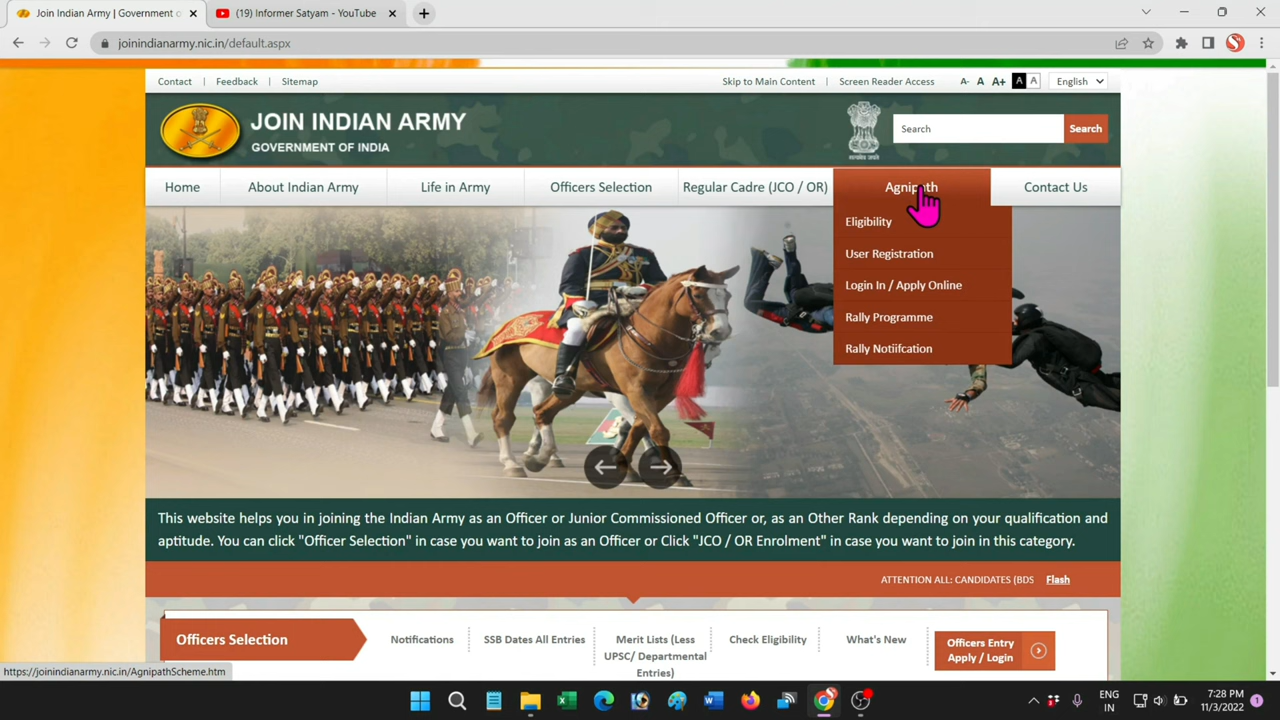 Join Indian Army | Government o
(19) Informer Satyam - YouTube
joinindianarmy.nic.in/default.aspx
Contact
Feedback
Sitemap
Skip to Main Content
Screen Reader Access
A-
A
A+
A
A
English
JOIN INDIAN ARMY
GOVERNMENT OF INDIA
Search
Search
Home
About Indian Army
Life in Army
Officers Selection
Regular Cadre (JCO / OR)
Agnipath
Contact Us
Eligibility
User Registration
Login In / Apply Online
Rally Programme
Rally Notiifcation
This website helps you in joining the Indian Army as an Officer or Junior Commissioned Officer or, as an Other Rank depending on your qualification and
aptitude. You can click "Officer Selection" in case you want to join as an Officer or Click "JCO / OR Enrolment" in case you want to join in this category.
ATTENTION ALL: CANDIDATES (BDS
Flash
Officers Selection
Notifications
SSB Dates All Entries
Merit Lists (Less
UPSC/ Departmental
Entries)
Check Eligibility
What's New
Officers Entry
Apply / Login
https://joinindianarmy.nic.in/AgnipathScheme.htm
ENG
IN
7:28 PM
11/3/2022
1